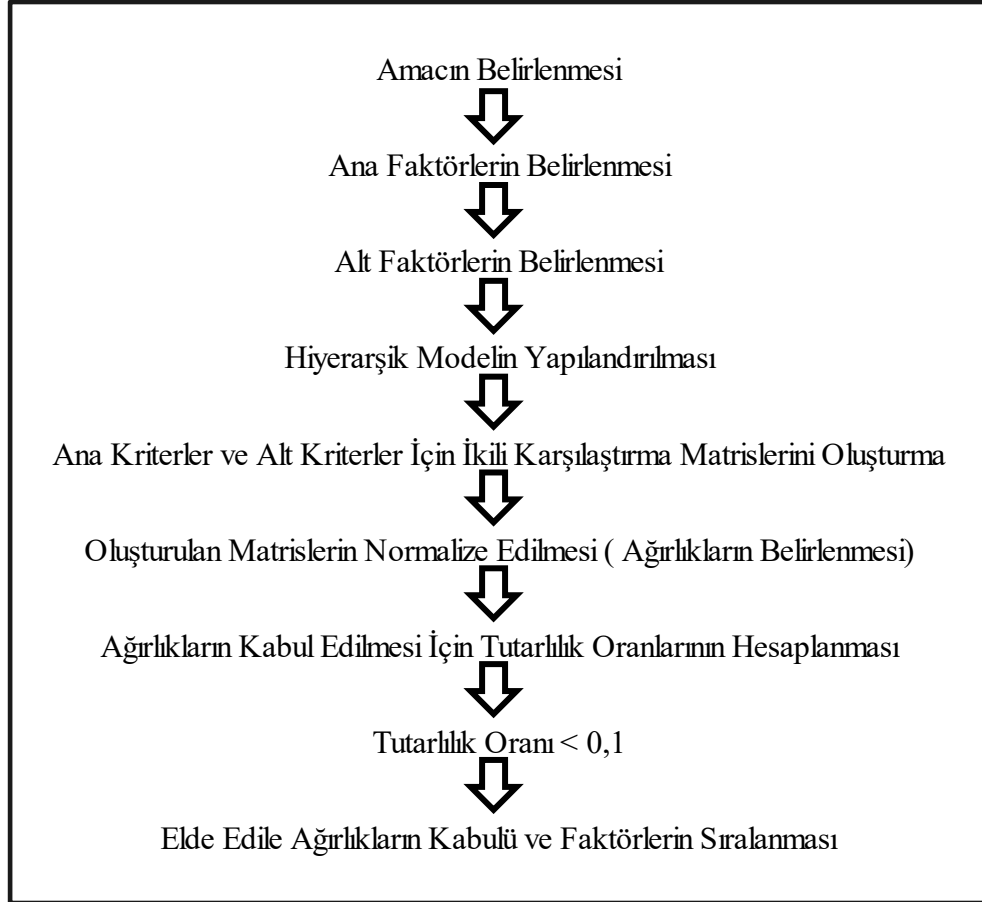 Amacın Belirlenmesi
Ana Faktörlerin Belirlenmesi
Alt Faktörlerin Belirlenmesi
Hiyerarşik Modelin Yapılandırılması
Ana Kriterler ve Alt Kriterler İçin İkili Karşılaştırma Matrislerini Oluşturma
Oluşturulan Matrislerin Normalize Edilmesi ( Ağırlıkların Belirlenmesi)
Ağırlıkların Kabul Edilmesi İçin Tutarlılık Oranlarının Hesaplanması
Tutarlılık Oranı < 0,1
Elde Edile Ağırlıkların Kabulü ve Faktörlerin Sıralanması